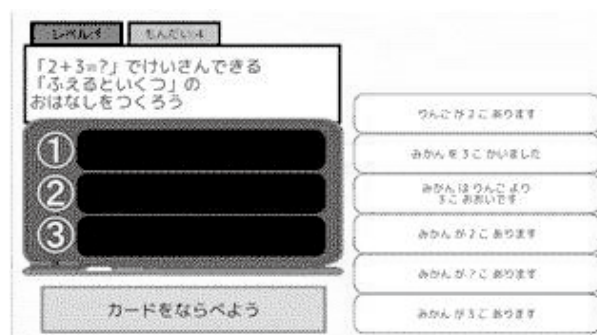 レベル4
もんだい4
「2+3=?」でけいさんできる
「ふえるといくつ」の
おはなしをつくろう
①
②
③
カードをならべよう
りんご が 2こ あります
みかん を 3こ かいました
みかん は りんご より
3こ おおいです
みかん が 2こ あります
みかん が ?こ あります
みかん が 3こ あります